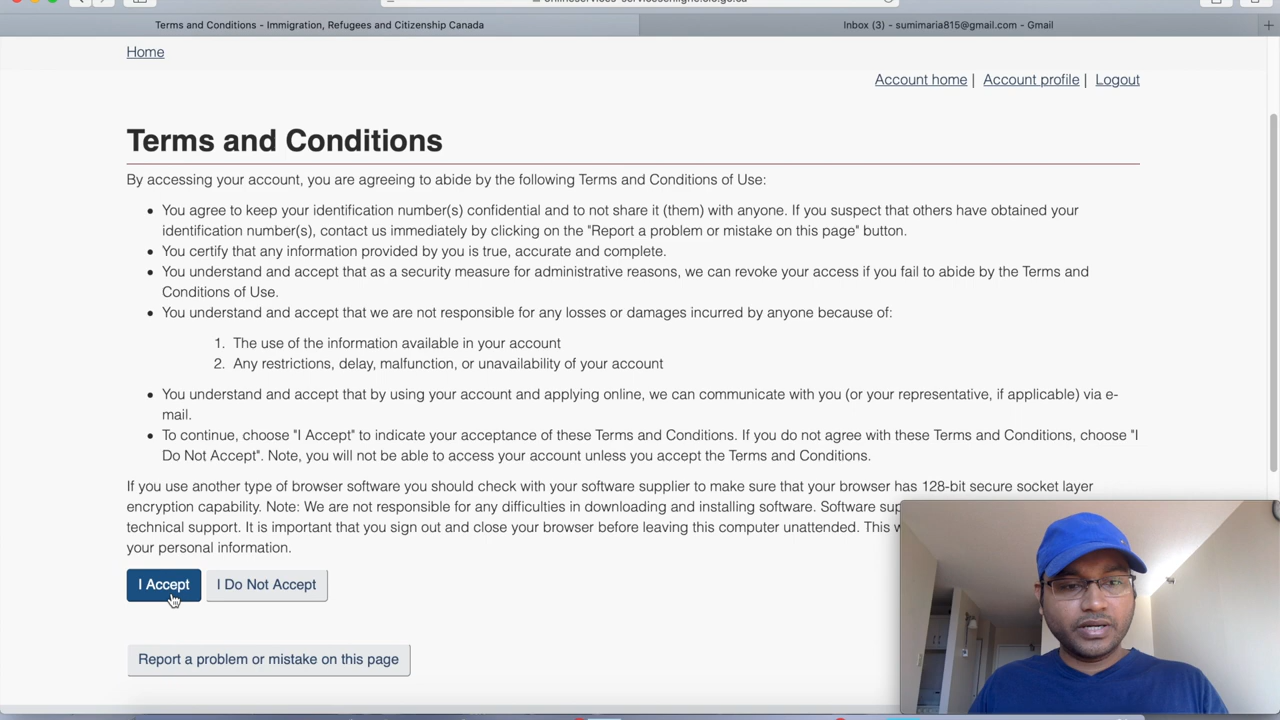 Terms and Conditions - Immigration, Refugees and Citizenship Canada
Inbox (3) - sumimaria815@gmail.com - Gmail
Home
Account home | Account profile | Logout
Terms and Conditions
By accessing your account, you are agreeing to abide by the following Terms and Conditions of Use:
• You agree to keep your identification number(s) confidential and to not share it (them) with anyone. If you suspect that others have obtained your
identification number(s), contact us immediately by clicking on the "Report a problem or mistake on this page" button.
• You certify that any information provided by you is true, accurate and complete.
• You understand and accept that as a security measure for administrative reasons, we can revoke your access if you fail to abide by the Terms and
Conditions of Use.
• You understand and accept that we are not responsible for any losses or damages incurred by anyone because of:
1. The use of the information available in your account
2. Any restrictions, delay, malfunction, or unavailability of your account
• You understand and accept that by using your account and applying online, we can communicate with you (or your representative, if applicable) via e-
mail.
• To continue, choose "I Accept" to indicate your acceptance of these Terms and Conditions. If you do not agree with these Terms and Conditions, choose "I
Do Not Accept". Note, you will not be able to access your account unless you accept the Terms and Conditions.
If you use another type of browser software you should check with your software supplier to make sure that your browser has 128-bit secure socket layer
encryption capability. Note: We are not responsible for any difficulties in downloading and installing software. Software
technical support. It is important that you sign out and close your browser before leaving this computer unattended. This
your personal information.
I Accept
I Do Not Accept
Report a problem or mistake on this page